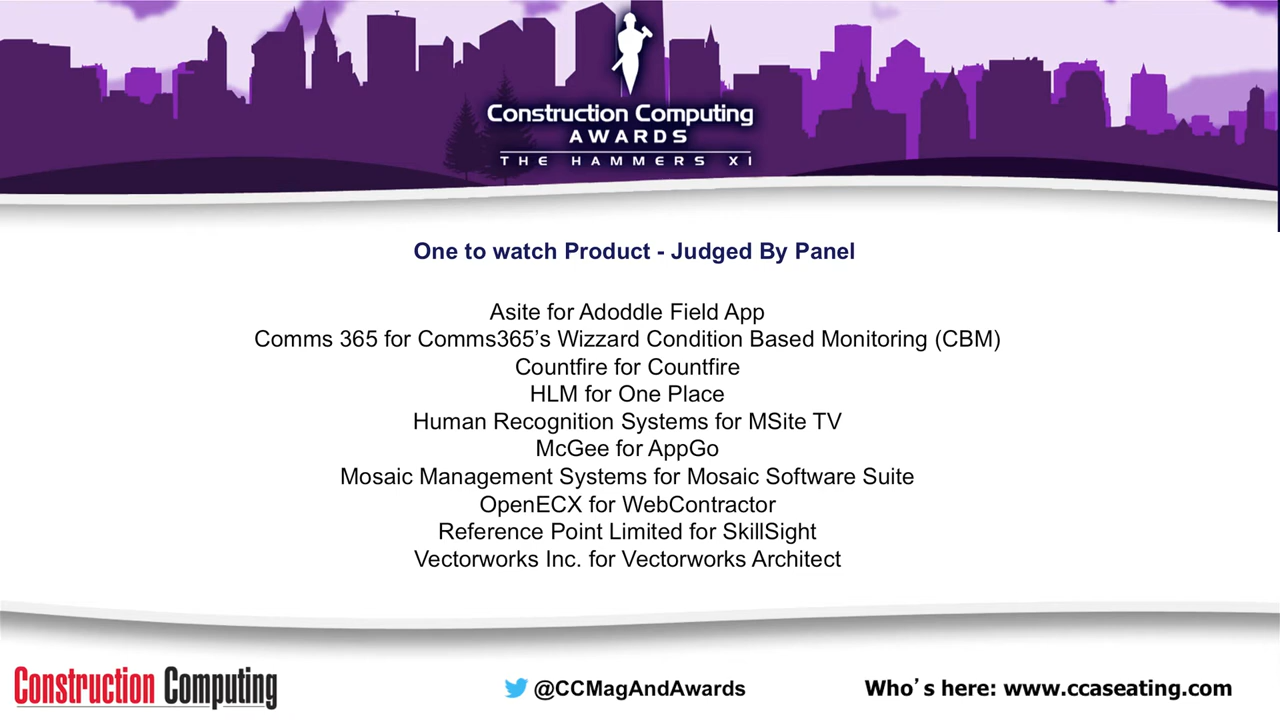 Construction Computing
AWARDS
THE HAMMERS XI
One to watch Product - Judged By Panel
Asite for Adoddle Field App
Comms 365 for Comms365’s Wizzard Condition Based Monitoring (CBM)
Countfire for Countfire
HLM for One Place
Human Recognition Systems for MSite TV
McGee for AppGo
Mosaic Management Systems for Mosaic Software Suite
OpenECX for WebContractor
Reference Point Limited for SkillSight
Vectorworks Inc. for Vectorworks Architect
Construction Computing
@CCMagAndAwards
Who’s here: www.ccaseating.com